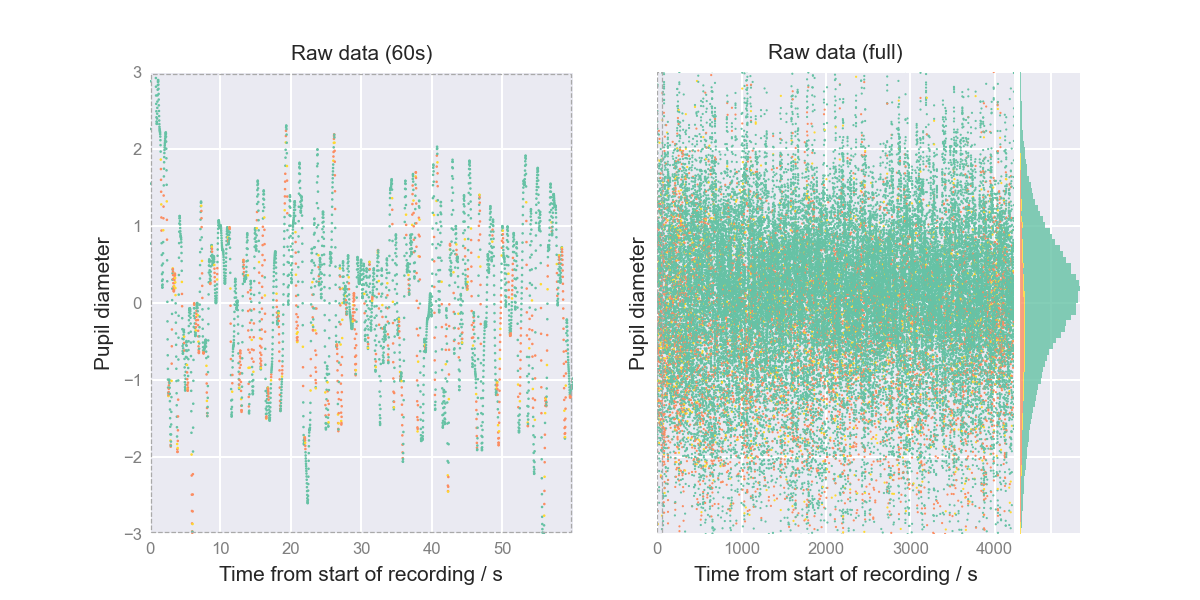 Raw data (60s)
Pupil diameter
3
2
1
0
−1
−2
−3
0 10 20 30 40 50
Time from start of recording / s
Raw data (full)
Pupil diameter
0 1000 2000 3000 4000
Time from start of recording / s